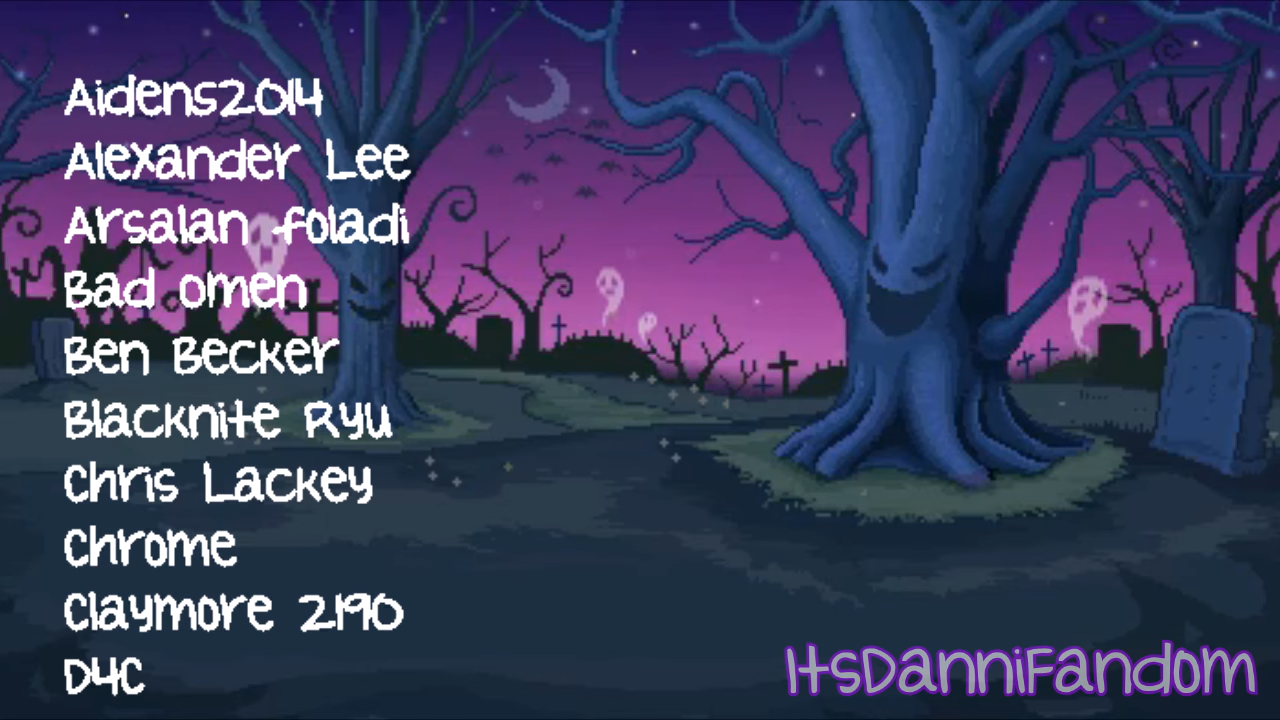 Aidens2014
Alexander Lee
Arsalan foladi
Bad omen
Ben Becker
Blacknite Ryu
Chris Lackey
Chrome
Claymore 2190
D4C
ItsDanniFandom